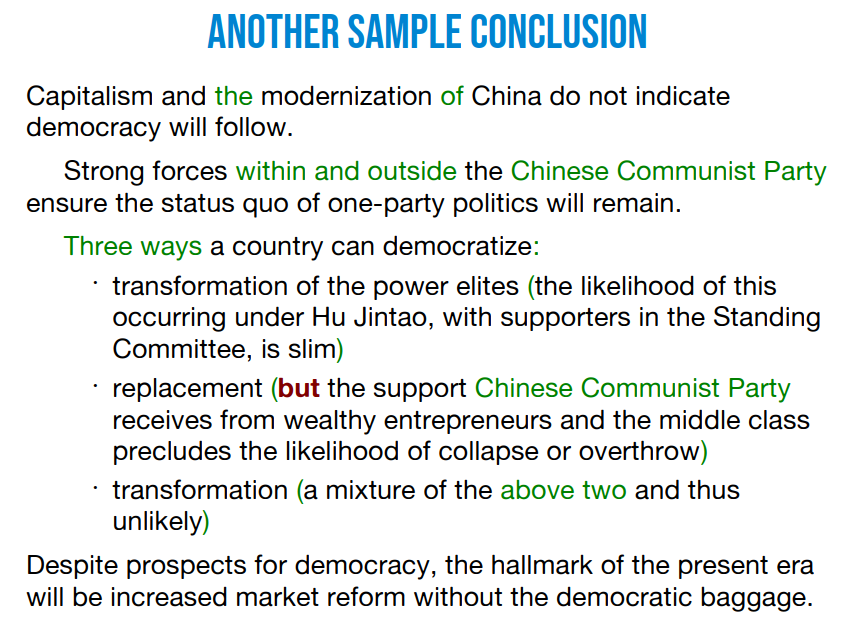 ANOTHER SAMPLE CONCLUSION
Capitalism and the modernization of China do not indicate
democracy will follow.
Strong forces within and outside the Chinese Communist Party
ensure the status quo of one-party politics will remain.
Three ways a country can democratize:
· transformation of the power elites (the likelihood of this
occurring under Hu Jintao, with supporters in the Standing
Committee, is slim)
· replacement (but the support Chinese Communist Party
receives from wealthy entrepreneurs and the middle class
precludes the likelihood of collapse or overthrow)
· transformation (a mixture of the above two and thus
unlikely)
Despite prospects for democracy, the hallmark of the present era
will be increased market reform without the democratic baggage.